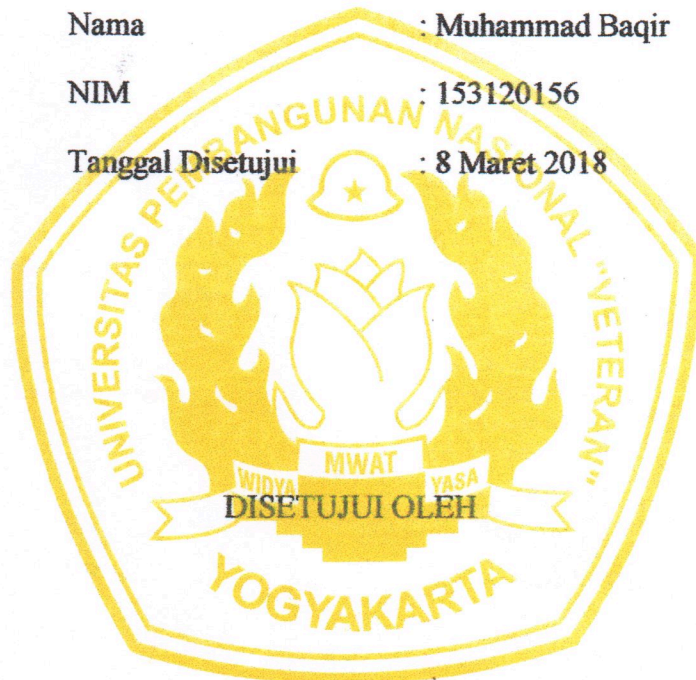 Nama : Muhammad Baqir
NIM : 153120156
Tanggal Disetujui : 8 Maret 2018
UNIVERSITAS PEMBANGUNAN NASIONAL "VETERAN"
WIDYA MWAT YASA
DISETUJUI OLEH
YOGYAKARTA